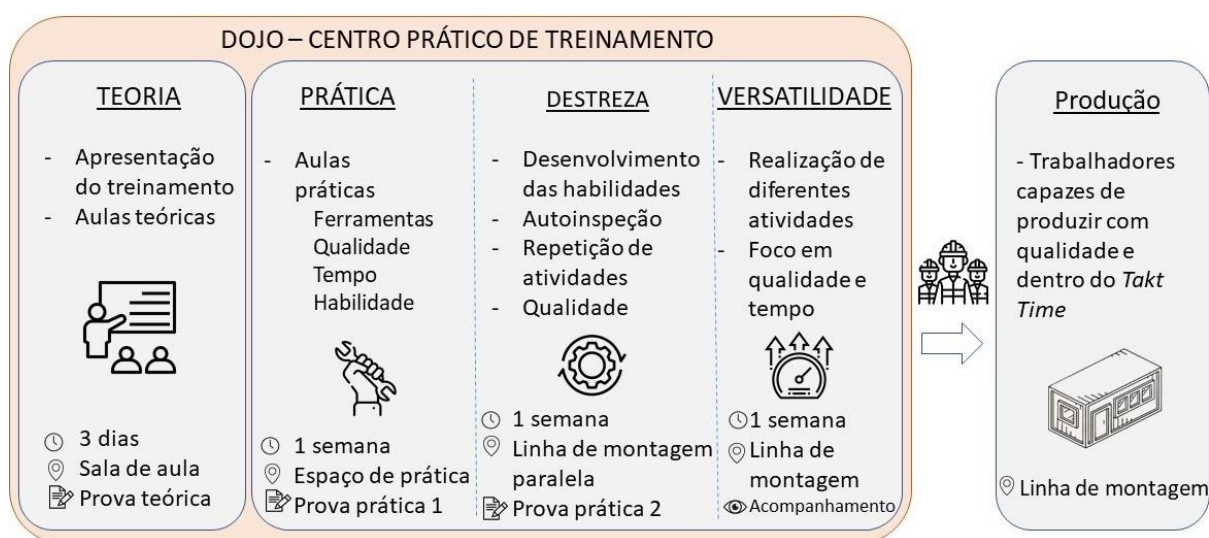 DOJO – CENTRO PRÁTICO DE TREINAMENTO
TEORIA
- Apresentação
do treinamento
- Aulas teóricas
3 dias
Sala de aula
Prova teórica
PRÁTICA
- Aulas
práticas
Ferramentas
Qualidade
Tempo
Habilidade
1 semana
Espaço de prática
Prova prática 1
DESTREZA
- Desenvolvimento
das habilidades
- Autoinspeção
- Repetição de
atividades
- Qualidade
1 semana
Linha de montagem
paralela
Prova prática 2
VERSATILIDADE
- Realização de
diferentes
atividades
- Foco em
qualidade e
tempo
1 semana
Linha de
montagem
Acompanhamento
Produção
- Trabalhadores
capazes de
produzir com
qualidade e
dentro do Takt
Time
Linha de montagem